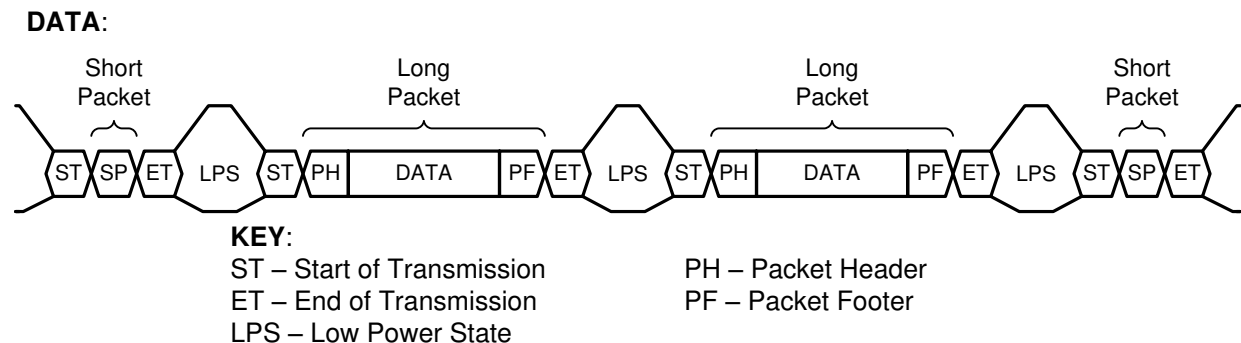 DATA:
Short Packet
Long Packet
Long Packet
Short Packet
ST SP ET LPS ST PH DATA PF ET LPS ST PH DATA PF ET LPS ST SP ET
KEY:
ST – Start of Transmission
ET – End of Transmission
LPS – Low Power State
PH – Packet Header
PF – Packet Footer